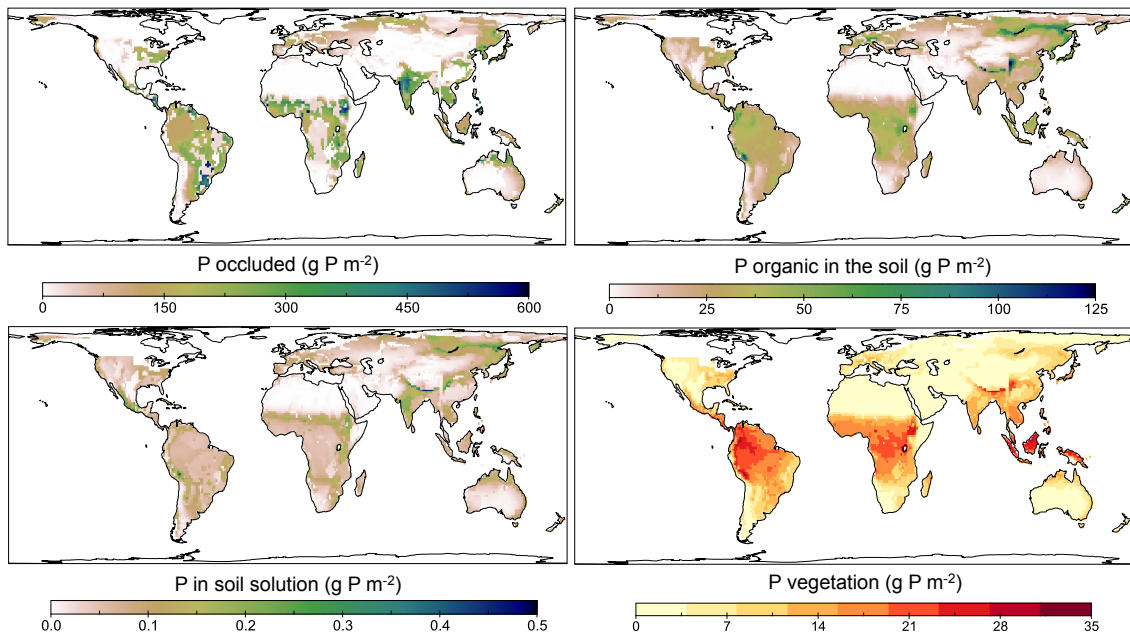 P occluded (g P m⁻²)
0 150 300 450 600
P organic in the soil (g P m⁻²)
0 25 50 75 100 125
P in soil solution (g P m⁻²)
0.0 0.1 0.2 0.3 0.4 0.5
P vegetation (g P m⁻²)
0 7 14 21 28 35